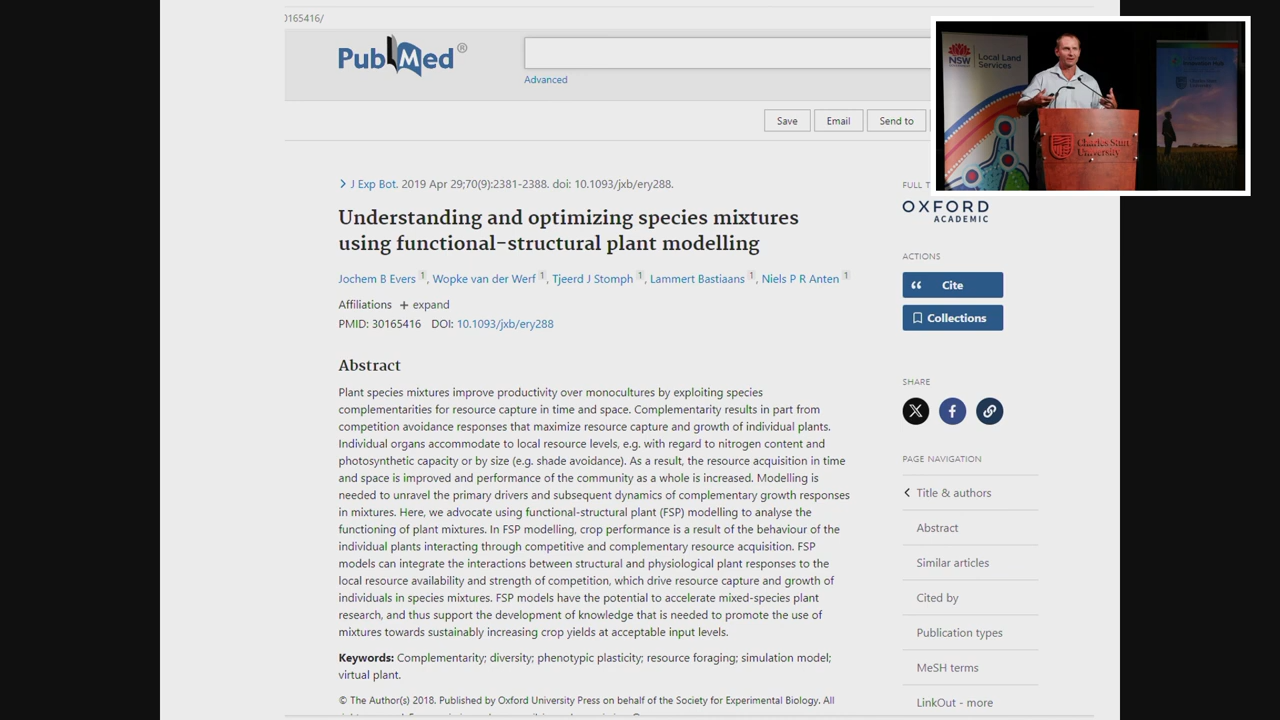 0165416/
PubMed®
Advanced
Save
Email
Send to
J Exp Bot. 2019 Apr 29;70(9):2381-2388. doi: 10.1093/jxb/ery288.
Understanding and optimizing species mixtures
using functional-structural plant modelling
Jochem B Evers 1, Wopke van der Werf 1, Tjeerd J Stomph 1, Lammert Bastiaans 1, Niels P R Anten 1
Affiliations + expand
PMID: 30165416 DOI: 10.1093/jxb/ery288
Abstract
Plant species mixtures improve productivity over monocultures by exploiting species
complementarities for resource capture in time and space. Complementarity results in part from
competition avoidance responses that maximize resource capture and growth of individual plants.
Individual organs accommodate to local resource levels, e.g. with regard to nitrogen content and
photosynthetic capacity or by size (e.g. shade avoidance). As a result, the resource acquisition in time
and space is improved and performance of the community as a whole is increased. Modelling is
needed to unravel the primary drivers and subsequent dynamics of complementary growth responses
in mixtures. Here, we advocate using functional-structural plant (FSP) modelling to analyse the
functioning of plant mixtures. In FSP modelling, crop performance is a result of the behaviour of the
individual plants interacting through competitive and complementary resource acquisition. FSP
models can integrate the interactions between structural and physiological plant responses to the
local resource availability and strength of competition, which drive resource capture and growth of
individuals in species mixtures. FSP models have the potential to accelerate mixed-species plant
research, and thus support the development of knowledge that is needed to promote the use of
mixtures towards sustainably increasing crop yields at acceptable input levels.
Keywords: Complementarity; diversity; phenotypic plasticity; resource foraging; simulation model;
virtual plant.
© The Author(s) 2018. Published by Oxford University Press on behalf of the Society for Experimental Biology. All
FULL T
OXFORD
ACADEMIC
ACTIONS
Cite
Collections
SHARE
PAGE NAVIGATION
Title & authors
Abstract
Similar articles
Cited by
Publication types
MeSH terms
LinkOut - more
NSW
Local Land
Services
Charles Sturt
University